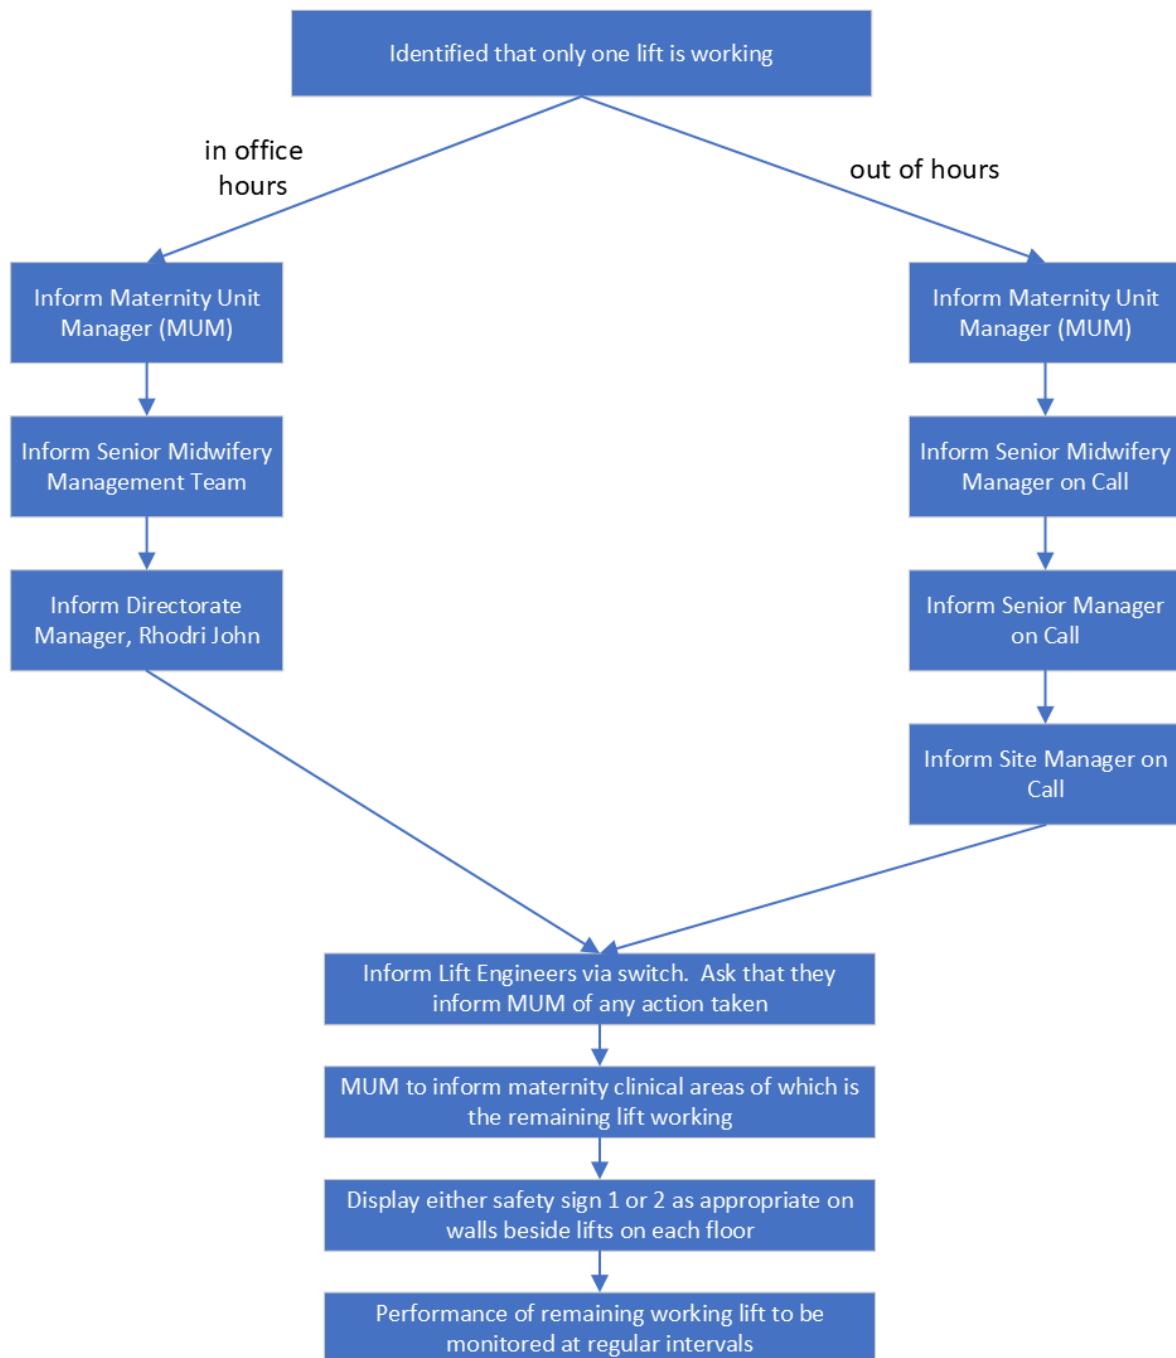 Identified that only one lift is working
in office
hours
out of hours
Inform Maternity Unit
Manager (MUM)
Inform Maternity Unit
Manager (MUM)
Inform Senior Midwifery
Management Team
Inform Senior Midwifery
Manager on Call
Inform Directorate
Manager, Rhodri John
Inform Senior Manager
on Call
Inform Site Manager on
Call
Inform Lift Engineers via switch.  Ask that they
inform MUM of any action taken
MUM to inform maternity clinical areas of which is
the remaining lift working
Display either safety sign 1 or 2 as appropriate on
walls beside lifts on each floor
Performance of remaining working lift to be
monitored at regular intervals